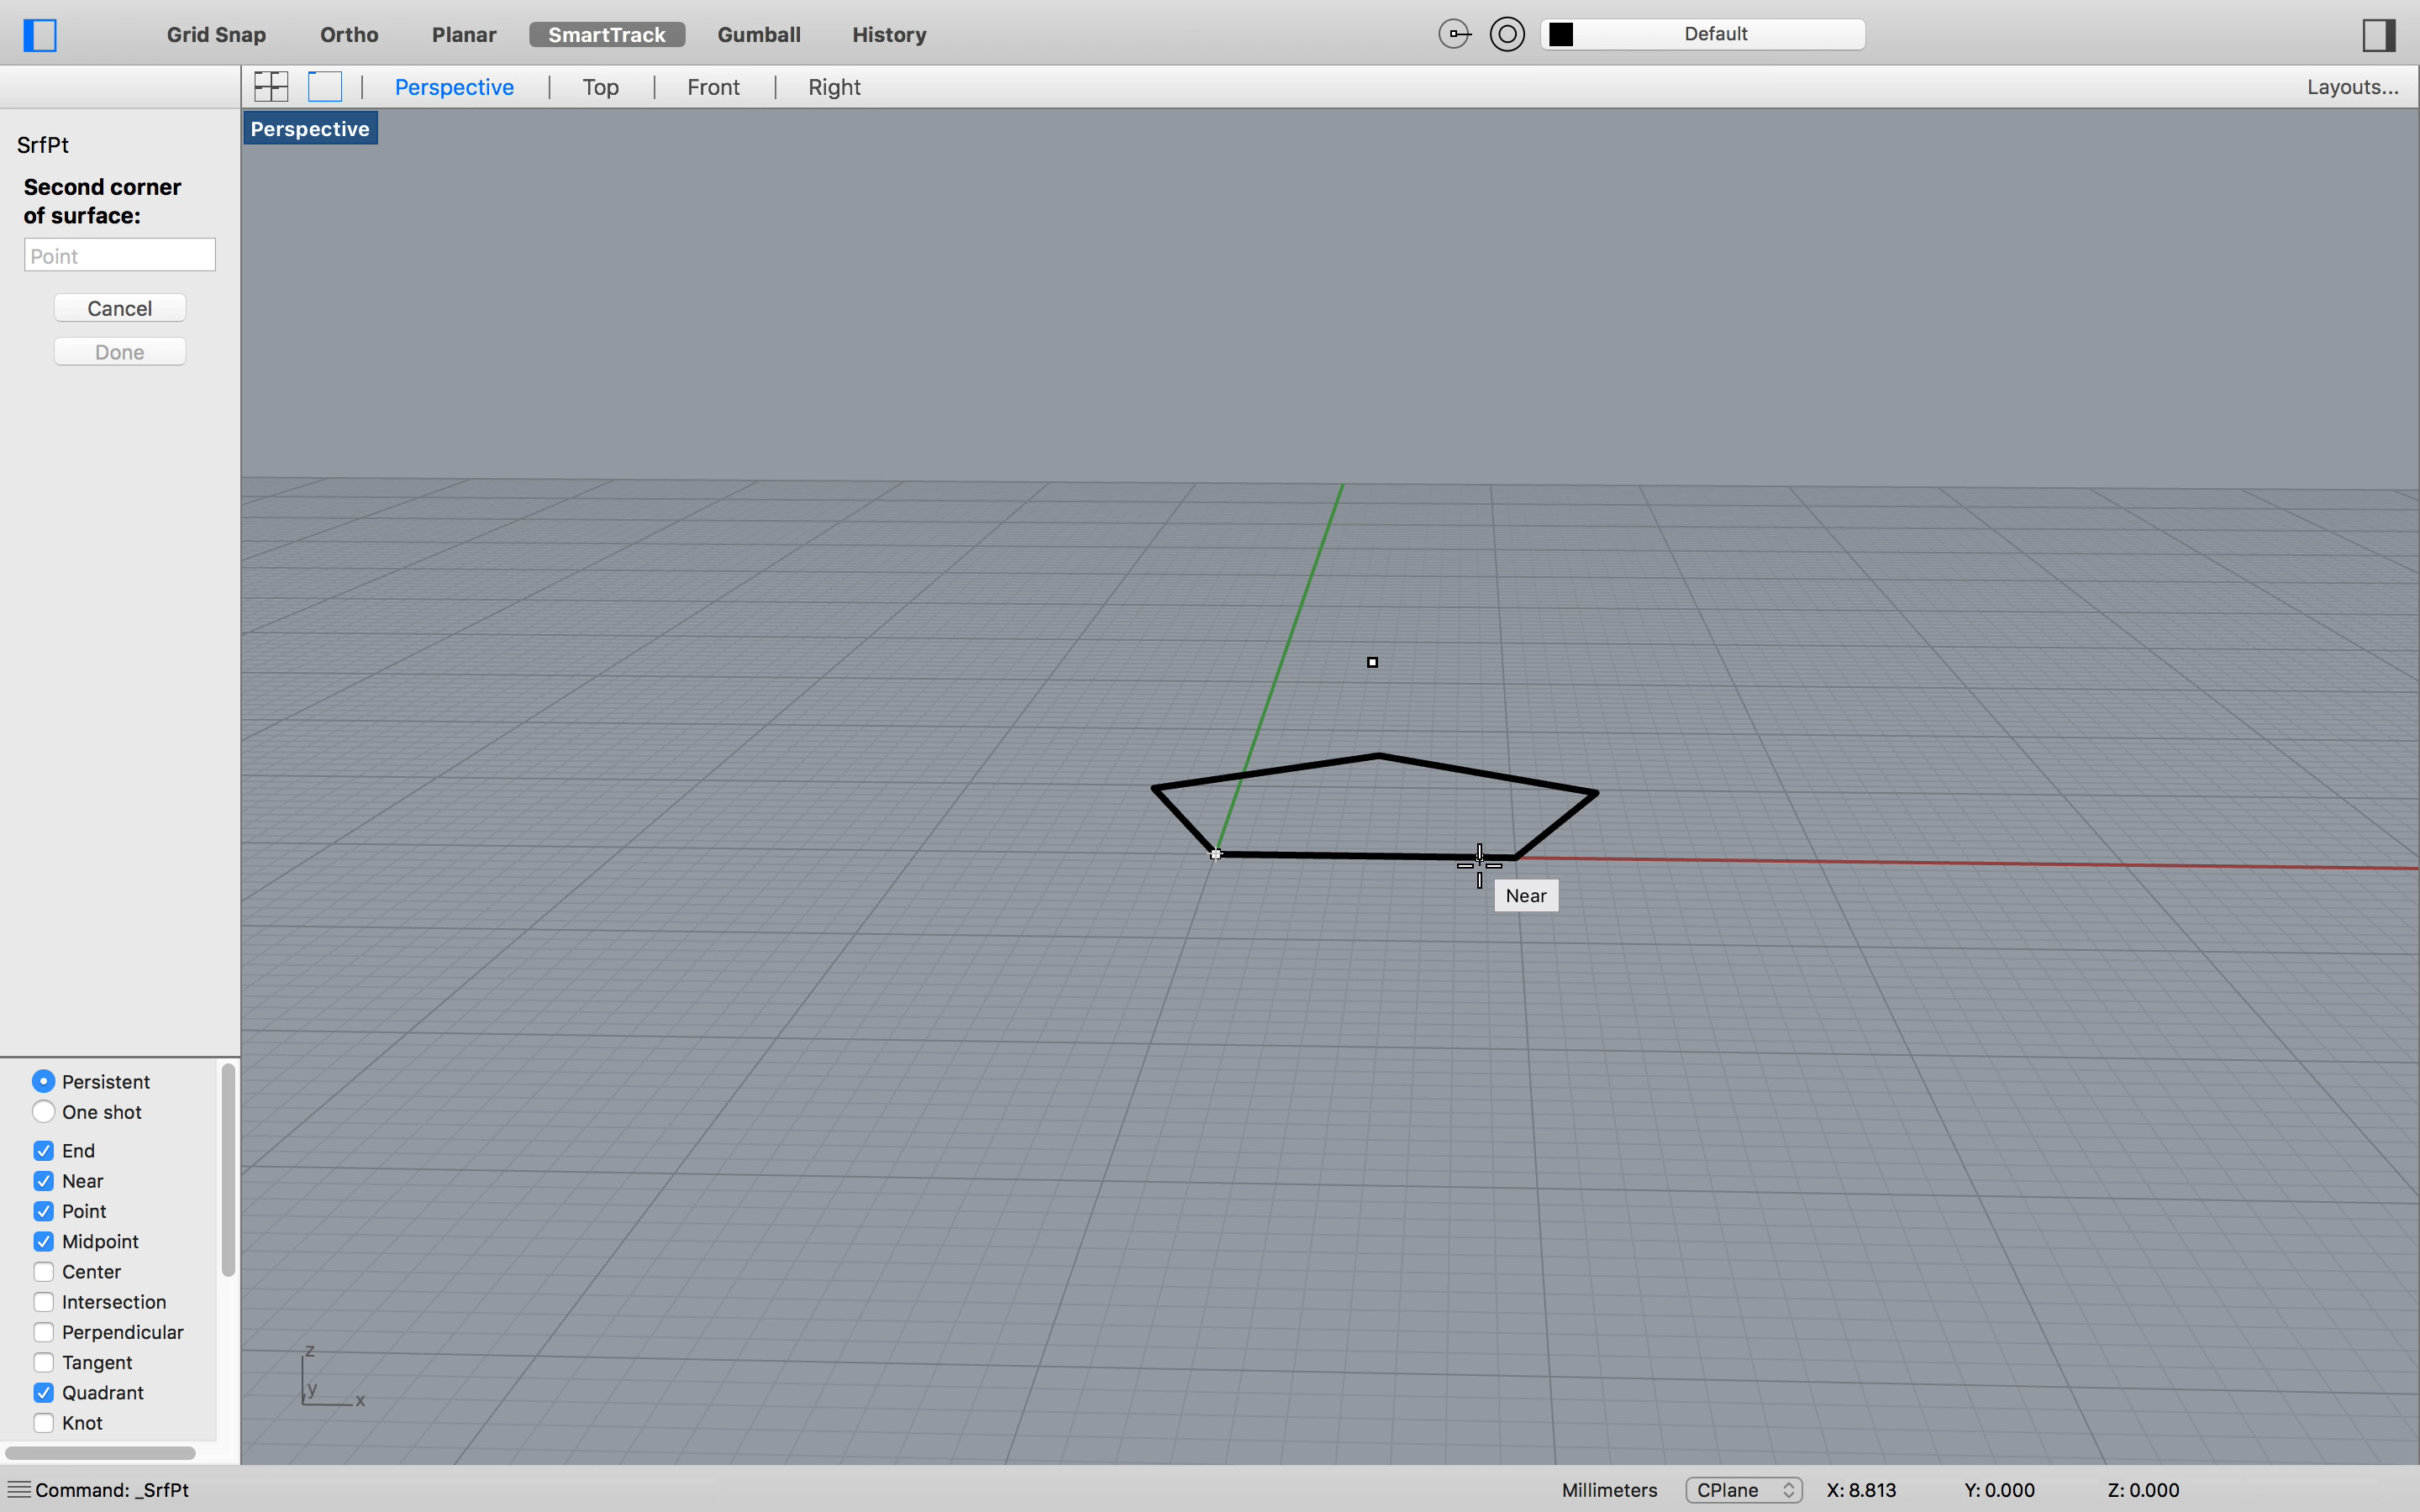 Grid Snap Ortho Planar SmartTrack Gumball History Default
Perspective | Top | Front | Right Layouts...
Perspective
SrfPt
Second corner
of surface:
Point
Cancel
Done
Near
Persistent
One shot
End
Near
Point
Midpoint
Center
Intersection
Perpendicular
Tangent
Quadrant
Knot
z
y
x
Command: _SrfPt Millimeters CPlane X: 8.813 Y: 0.000 Z: 0.000